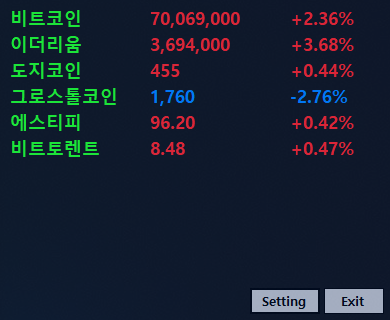 비트코인 70,069,000 +2.36%
이더리움 3,694,000 +3.68%
도지코인 455 +0.44%
그로스톨코인 1,760 -2.76%
에스티피 96.20 +0.42%
비트토렌트 8.48 +0.47%
Setting Exit